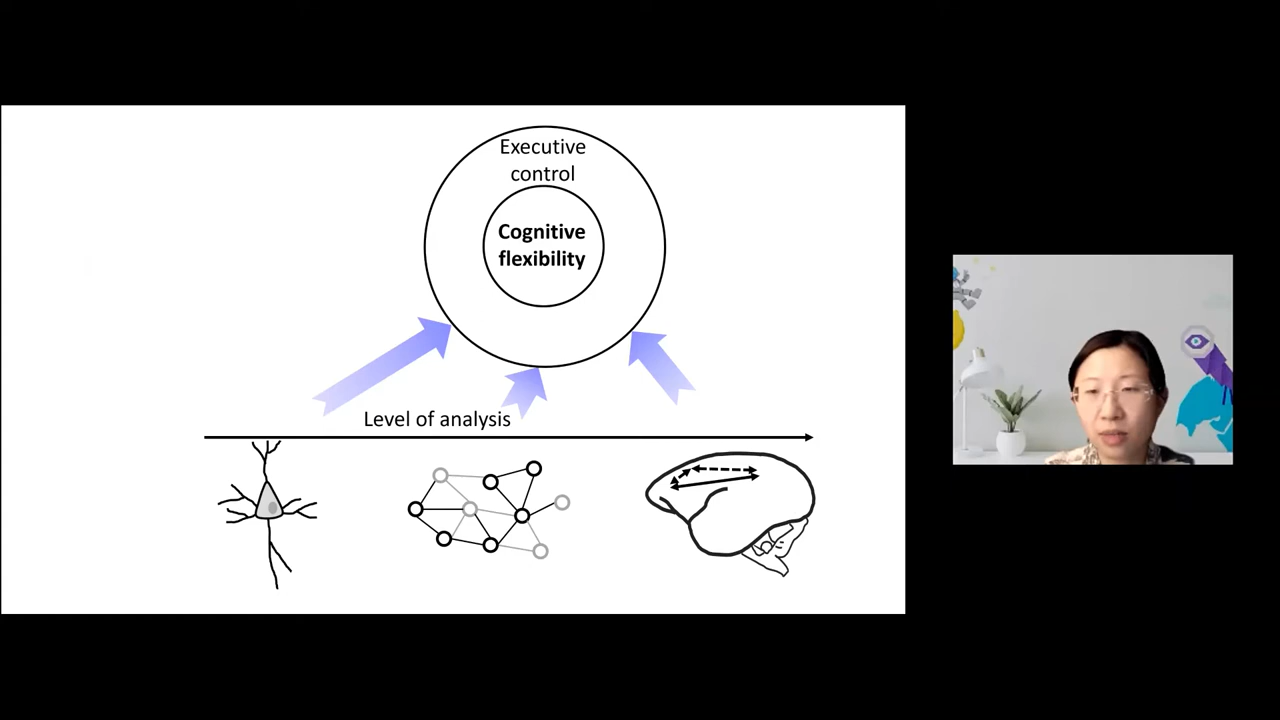 Executive
control
Cognitive
flexibility
Level of analysis